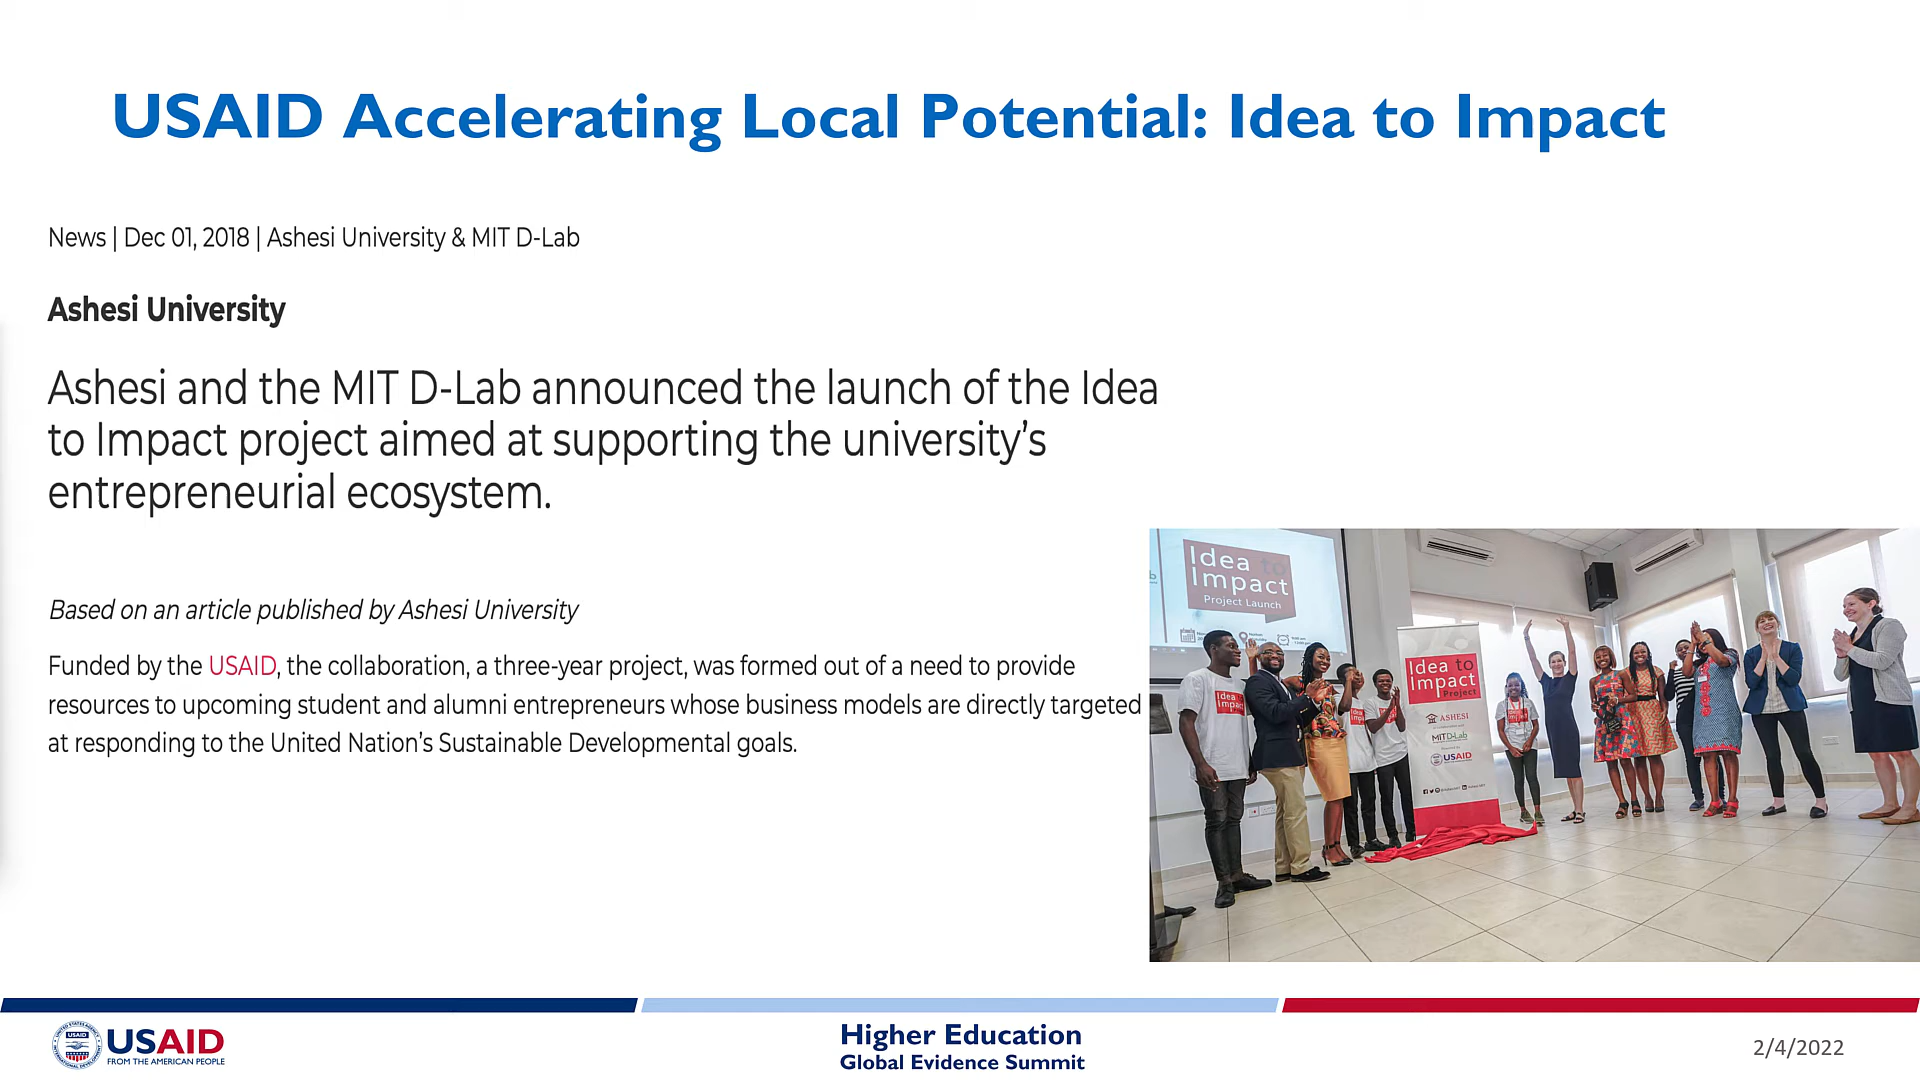 USAID Accelerating Local Potential: Idea to Impact
News | Dec 01, 2018 | Ashesi University & MIT D-Lab
Ashesi University
Ashesi and the MIT D-Lab announced the launch of the Idea
to Impact project aimed at supporting the university’s
entrepreneurial ecosystem.
Based on an article published by Ashesi University
Funded by the USAID, the collaboration, a three-year project, was formed out of a need to provide
resources to upcoming student and alumni entrepreneurs whose business models are directly targeted
at responding to the United Nation’s Sustainable Developmental goals.
Idea to
Impact
Project Launch
Idea
Impact
Idea to
Impact
Project
ASHESI
MIT D-Lab
USAID
USAID
FROM THE AMERICAN PEOPLE
Higher Education
Global Evidence Summit
2/4/2022